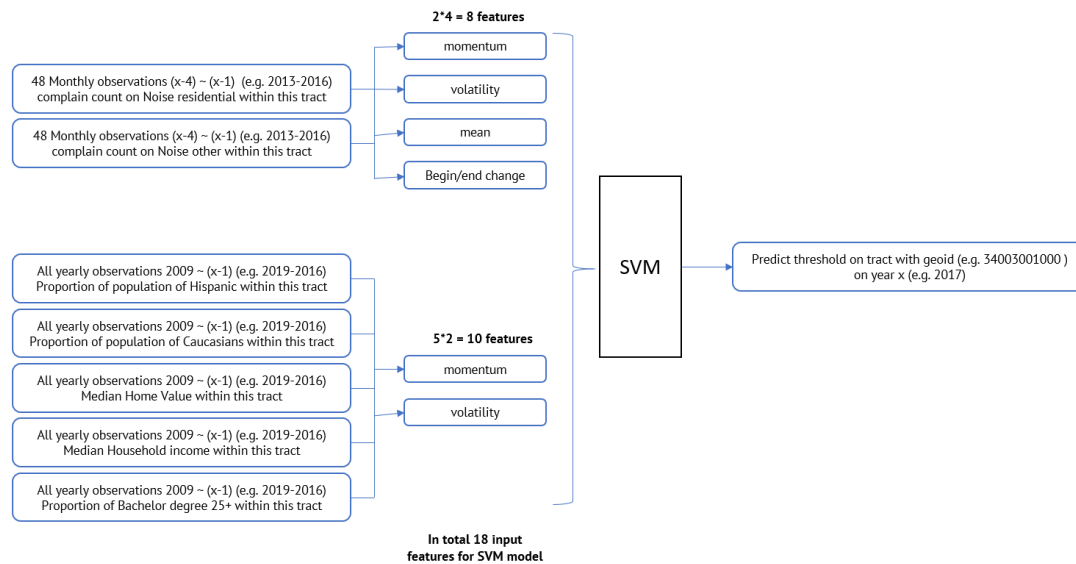 2*4 = 8 features
48 Monthly observations (x-4) ~ (x-1) (e.g. 2013-2016)
complain count on Noise residential within this tract
48 Monthly observations (x-4) ~ (x-1) (e.g. 2013-2016)
complain count on Noise other within this tract
momentum
volatility
mean
Begin/end change
All yearly observations 2009 ~ (x-1) (e.g. 2019-2016)
Proportion of population of Hispanic within this tract
All yearly observations 2009 ~ (x-1) (e.g. 2019-2016)
Proportion of population of Caucasians within this tract
All yearly observations 2009 ~ (x-1) (e.g. 2019-2016)
Median Home Value within this tract
All yearly observations 2009 ~ (x-1) (e.g. 2019-2016)
Median Household income within this tract
All yearly observations 2009 ~ (x-1) (e.g. 2019-2016)
Proportion of Bachelor degree 25+ within this tract
5*2 = 10 features
momentum
volatility
In total 18 input
features for SVM model
SVM
Predict threshold on tract with geoid (e.g. 34003001000 )
on year x (e.g. 2017)